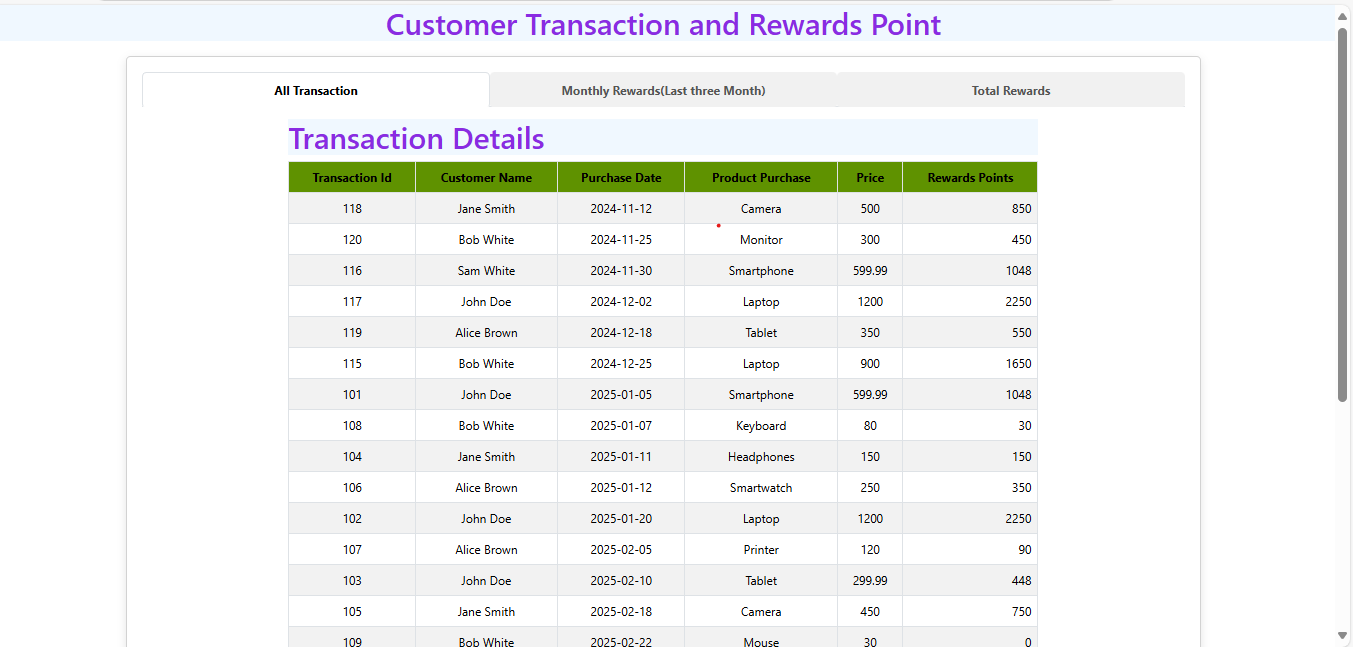 Customer Transaction and Rewards Point
All Transaction Monthly Rewards(Last three Month) Total Rewards
Transaction Details
Transaction Id Customer Name Purchase Date Product Purchase Price Rewards Points
118 Jane Smith 2024-11-12 Camera 500 850
120 Bob White 2024-11-25 Monitor 300 450
116 Sam White 2024-11-30 Smartphone 599.99 1048
117 John Doe 2024-12-02 Laptop 1200 2250
119 Alice Brown 2024-12-18 Tablet 350 550
115 Bob White 2024-12-25 Laptop 900 1650
101 John Doe 2025-01-05 Smartphone 599.99 1048
108 Bob White 2025-01-07 Keyboard 80 30
104 Jane Smith 2025-01-11 Headphones 150 150
106 Alice Brown 2025-01-12 Smartwatch 250 350
102 John Doe 2025-01-20 Laptop 1200 2250
107 Alice Brown 2025-02-05 Printer 120 90
103 John Doe 2025-02-10 Tablet 299.99 448
105 Jane Smith 2025-02-18 Camera 450 750
109 Bob White 2025-02-22 Mouse 30 0